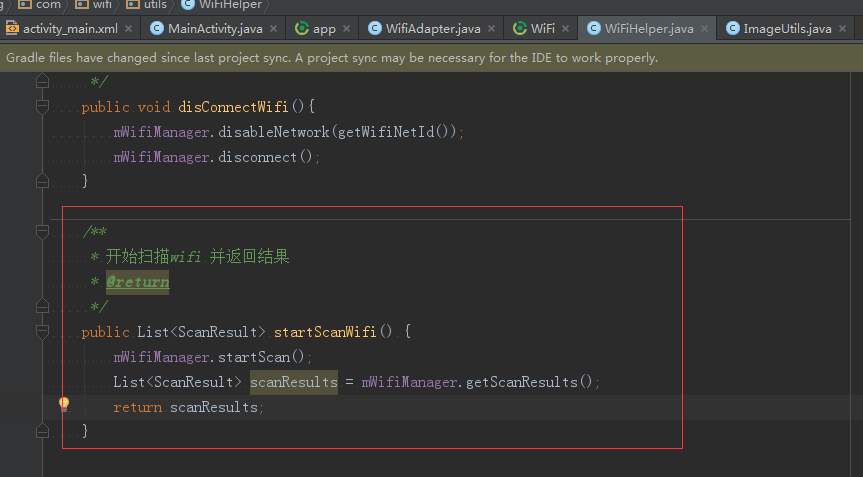 com wifi utils WiFiHelper
activity_main.xml MainActivity.java app WifiAdapter.java WiFi WiFiHelper.java ImageUtils.java
Gradle files have changed since last project sync. A project sync may be necessary for the IDE to work properly.
*/
public void disConnectWifi(){
mWifiManager.disableNetwork(getWifiNetId());
mWifiManager.disconnect();
}
/**
* 开始扫描wifi 并返回结果
* @return
*/
public List<ScanResult> startScanWifi() {
mWifiManager.startScan();
List<ScanResult> scanResults = mWifiManager.getScanResults();
return scanResults;
}